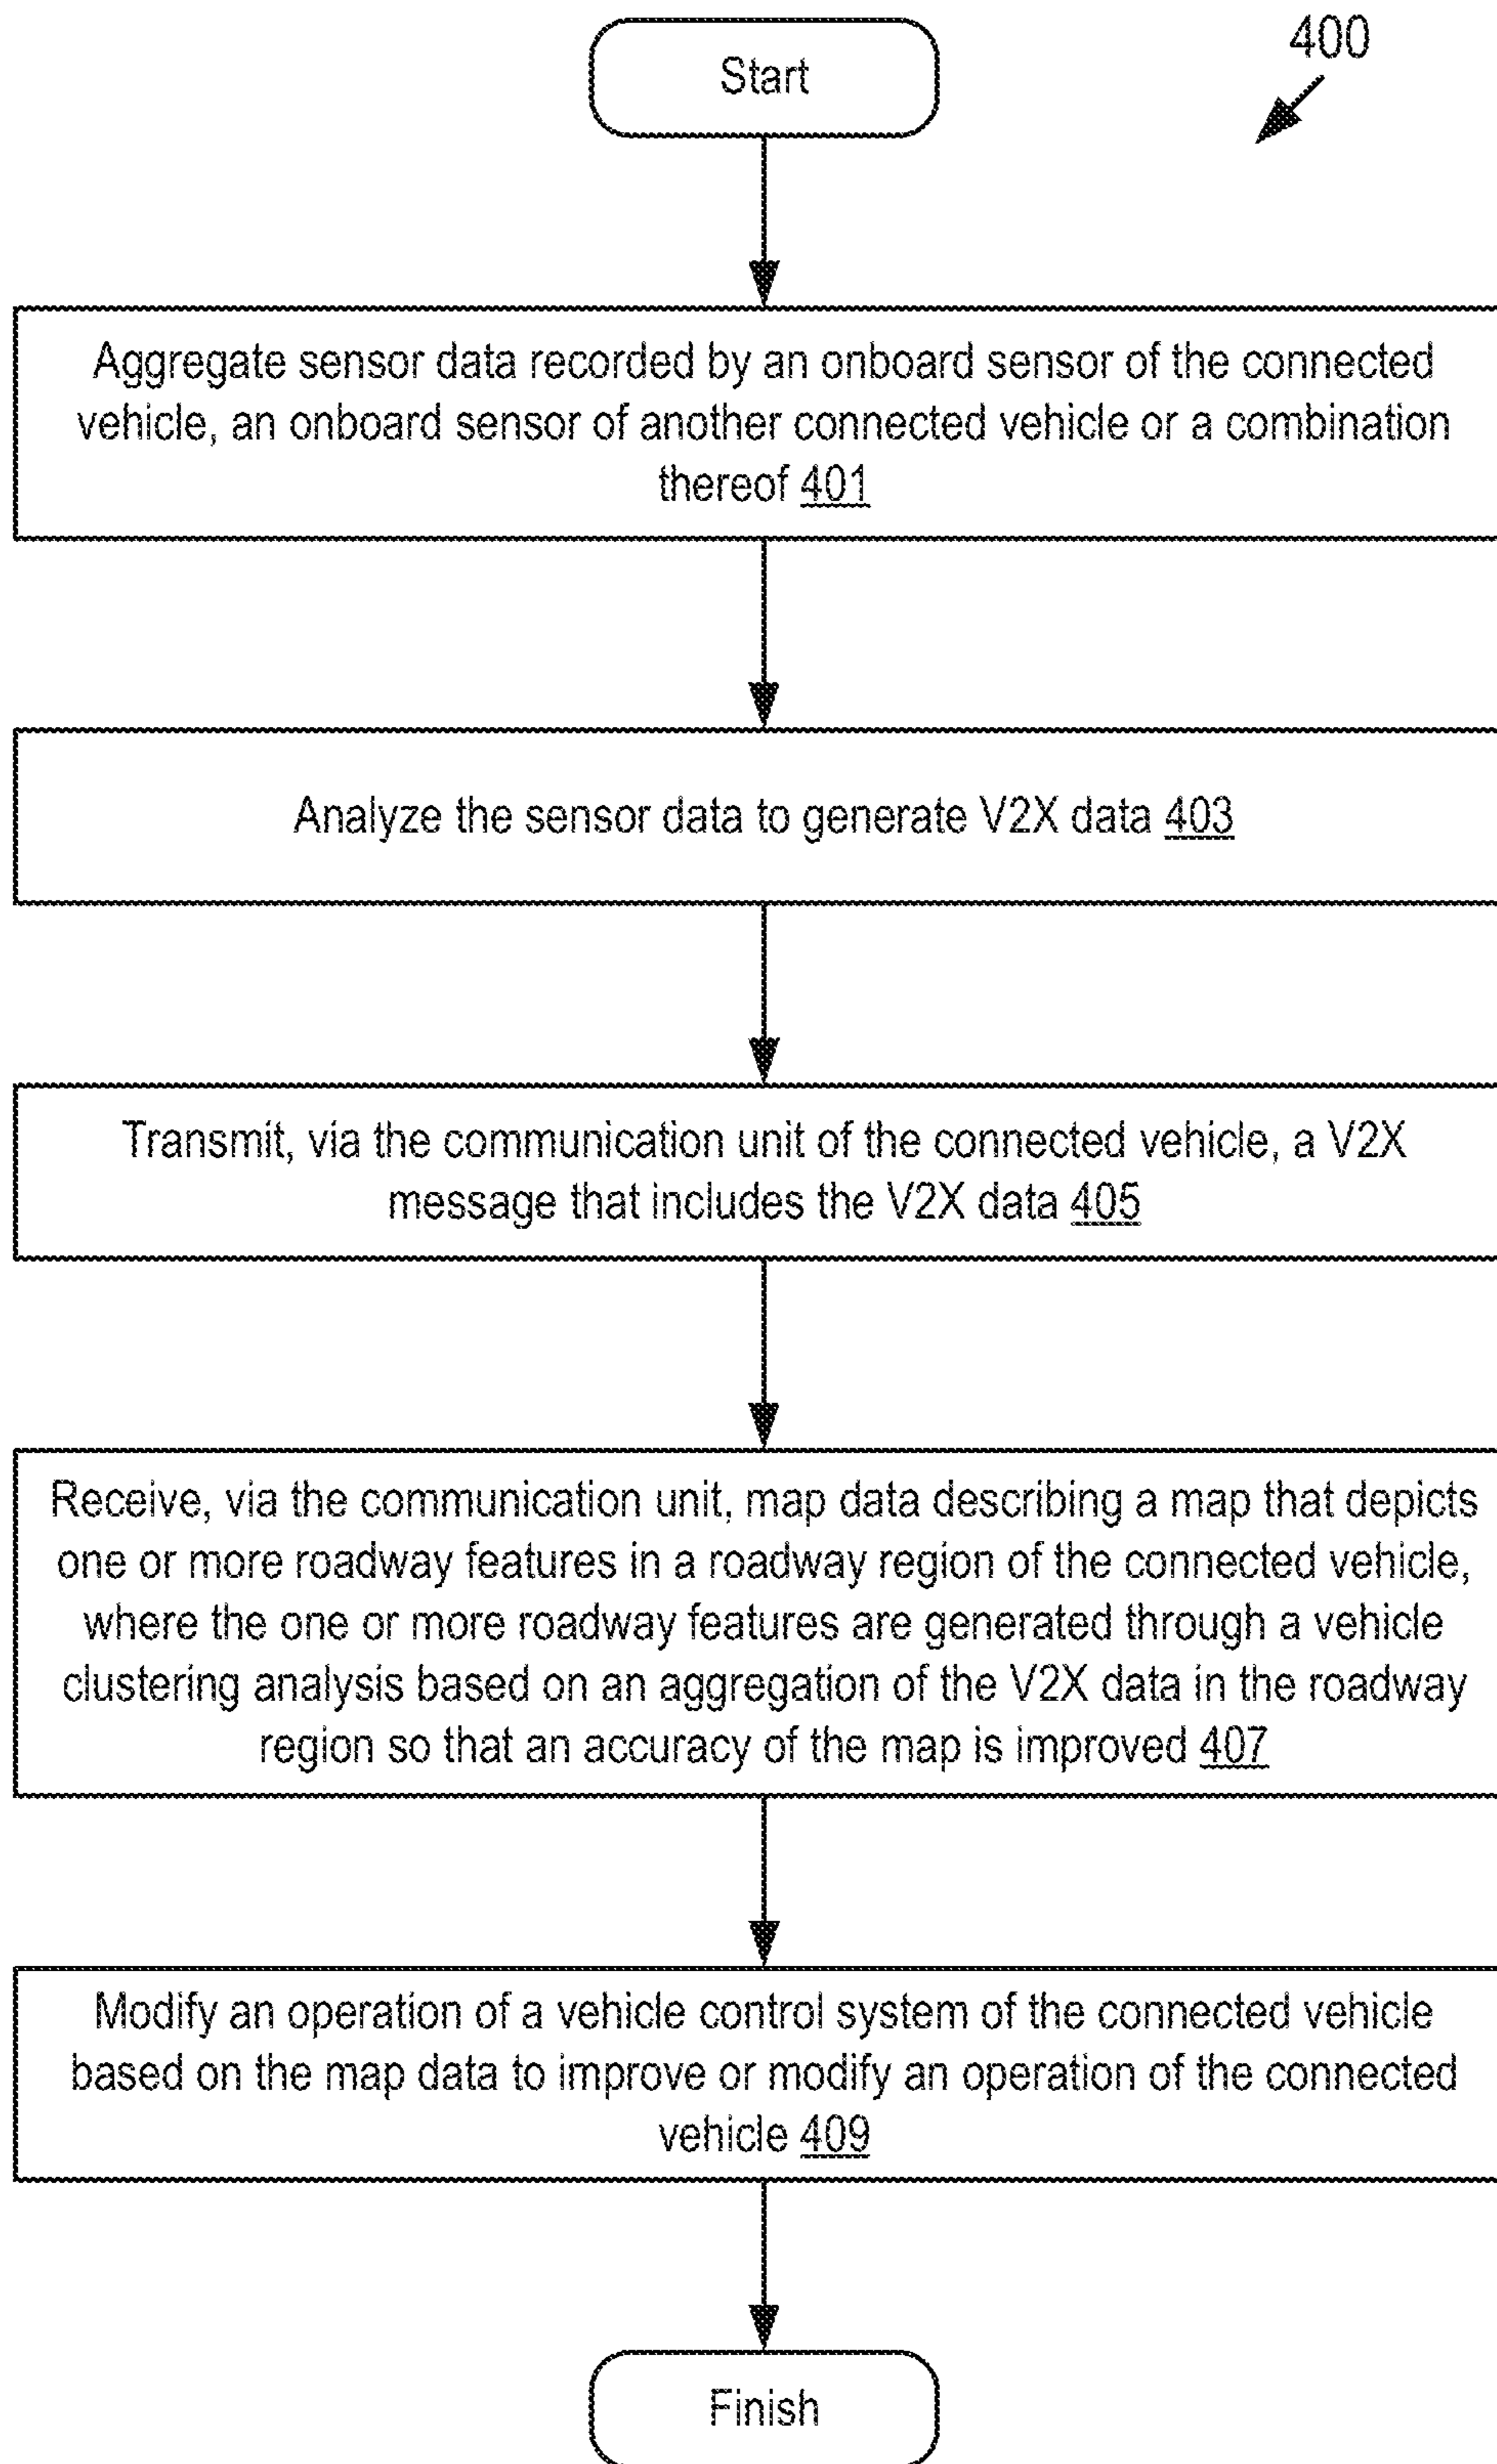 Start
400
Aggregate sensor data recorded by an onboard sensor of the connected
vehicle, an onboard sensor of another connected vehicle or a combination
thereof 401
Analyze the sensor data to generate V2X data 403
Transmit, via the communication unit of the connected vehicle, a V2X
message that includes the V2X data 405
Receive, via the communication unit, map data describing a map that depicts
one or more roadway features in a roadway region of the connected vehicle,
where the one or more roadway features are generated through a vehicle
clustering analysis based on an aggregation of the V2X data in the roadway
region so that an accuracy of the map is improved 407
Modify an operation of a vehicle control system of the connected vehicle
based on the map data to improve or modify an operation of the connected
vehicle 409
Finish